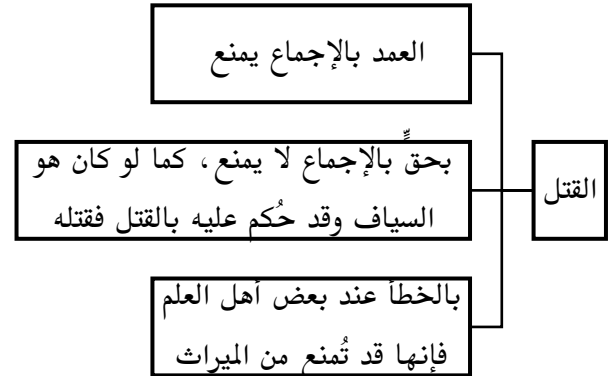 القتل
العمد بالإجماع يمنع
بحقٍّ بالإجماع لا يمنع، كما لو كان هو
السياف وقد حُكم عليه بالقتل فقتله
بالخطأ عند بعض أهل العلم
فإنها قد تُمنع من الميراث